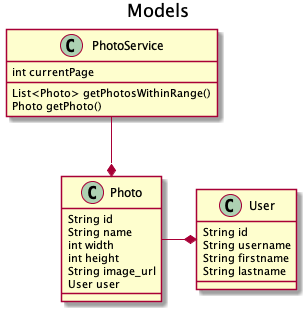 Models
C PhotoService
int currentPage
List<Photo> getPhotosWithinRange()
Photo getPhoto()
C Photo
String id
String name
int width
int height
String image_url
User user
C User
String id
String username
String firstname
String lastname